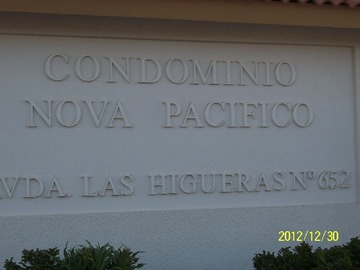 CONDOMINIO
NOVA PACIFICO
AVDA. LAS HIGUERAS Nº 652
2012/12/30